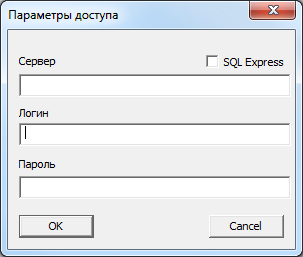 Параметры доступа
Сервер SQL Express
Логин
Пароль
OK Cancel